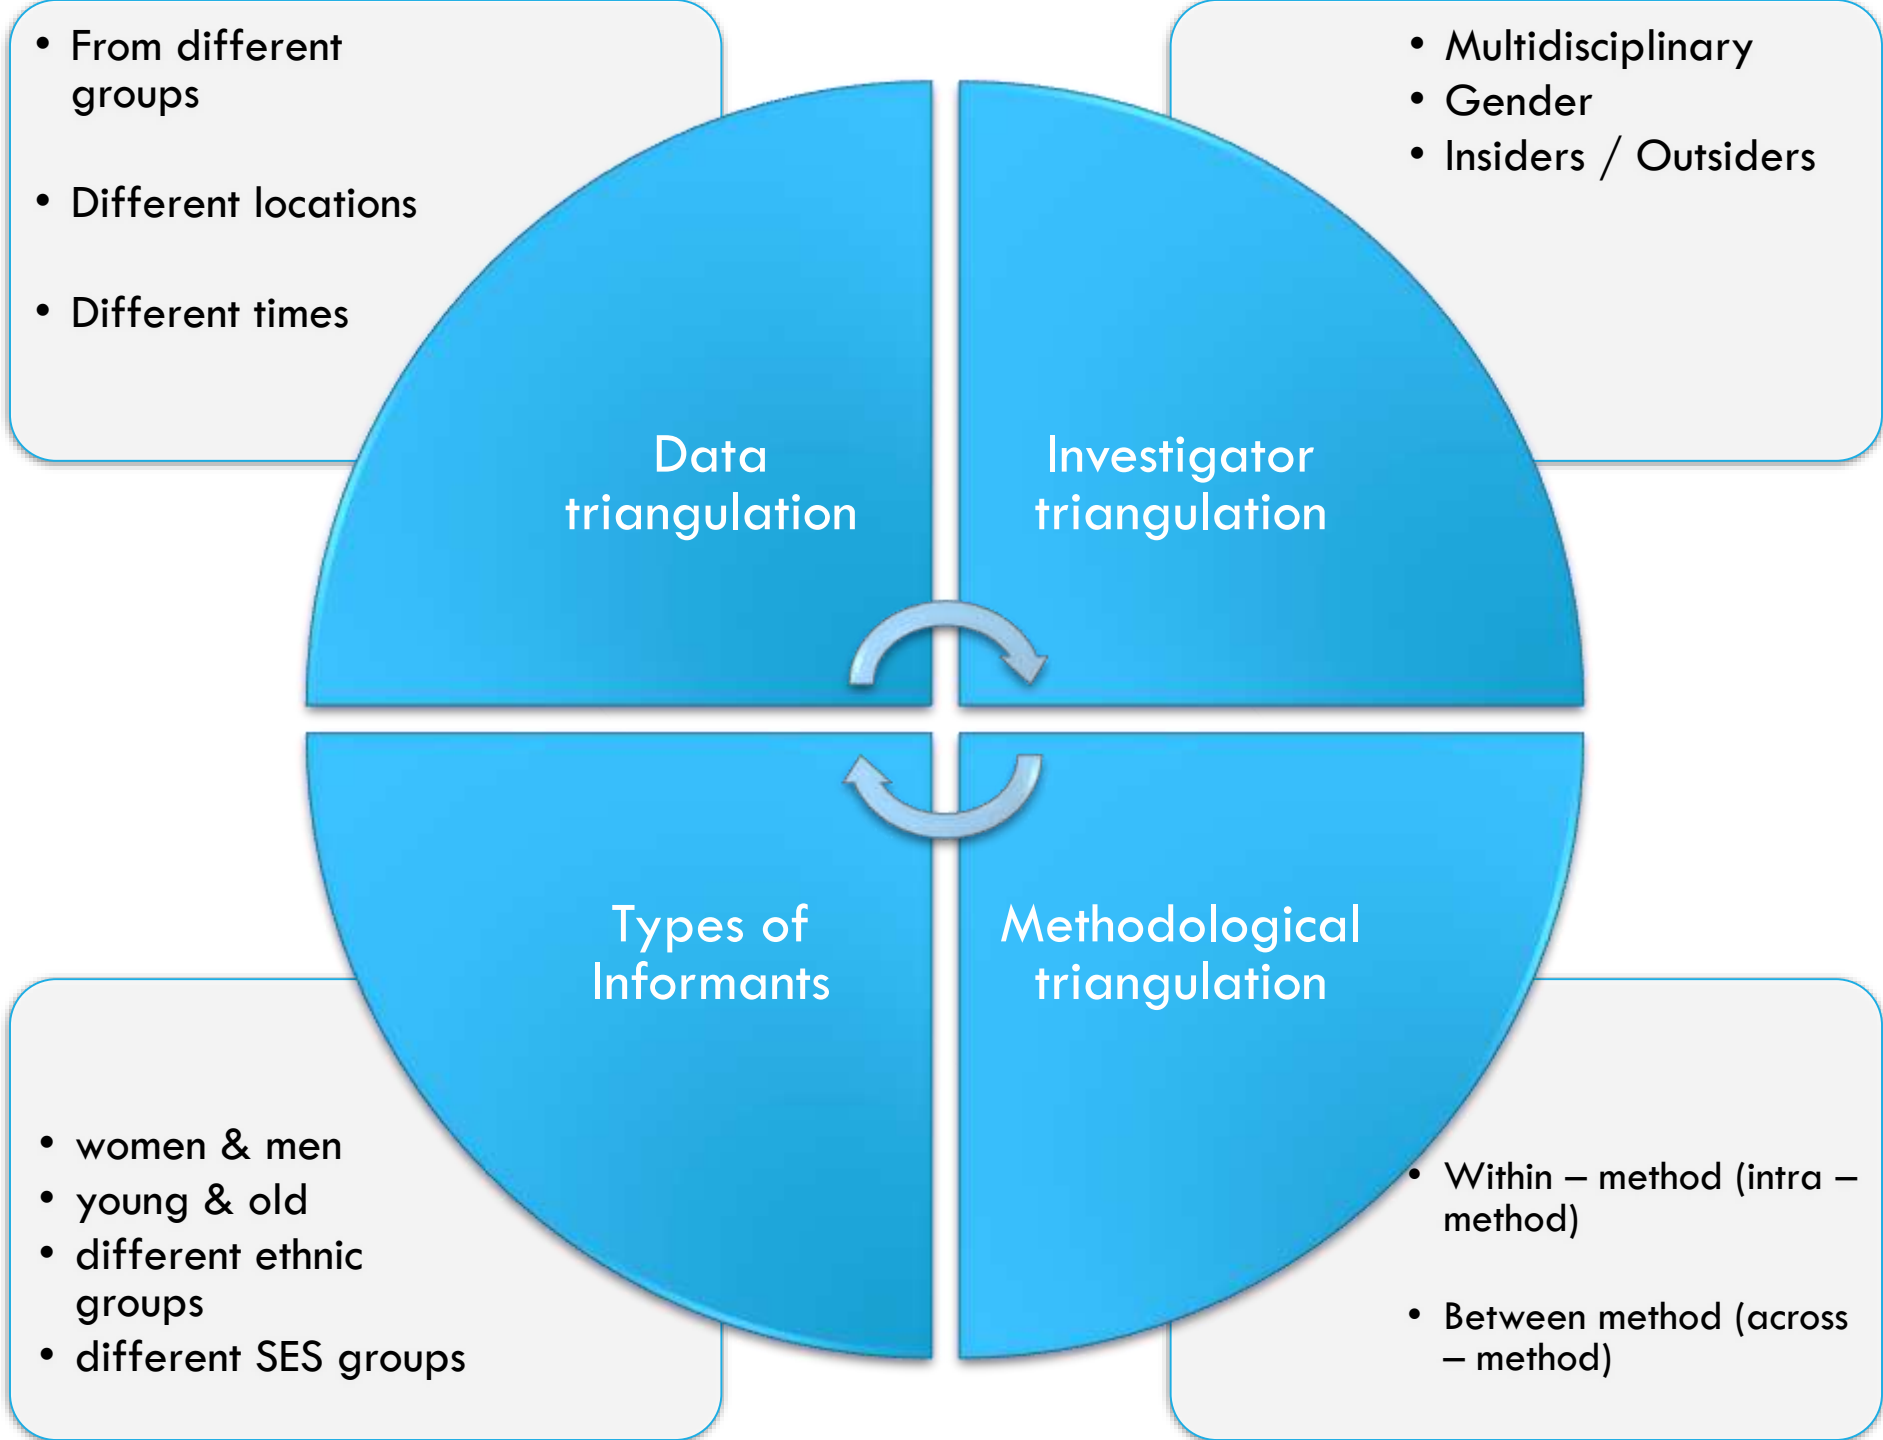 • From different
groups
• Different locations
• Different times
• Multidisciplinary
• Gender
• Insiders / Outsiders
Data
triangulation
Investigator
triangulation
Types of
Informants
Methodological
triangulation
• women & men
• young & old
• different ethnic
groups
• different SES groups
• Within – method (intra –
method)
• Between method (across
– method)